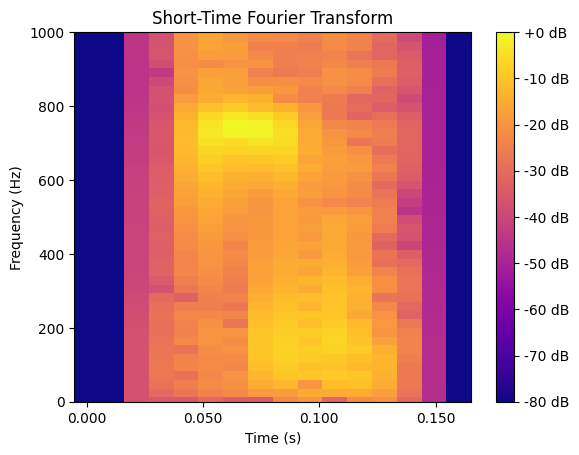 Short-Time Fourier Transform
1000
800
600
400
200
0
Frequency (Hz)
0.000
0.050
0.100
0.150
Time (s)
+0 dB
-10 dB
-20 dB
-30 dB
-40 dB
-50 dB
-60 dB
-70 dB
-80 dB